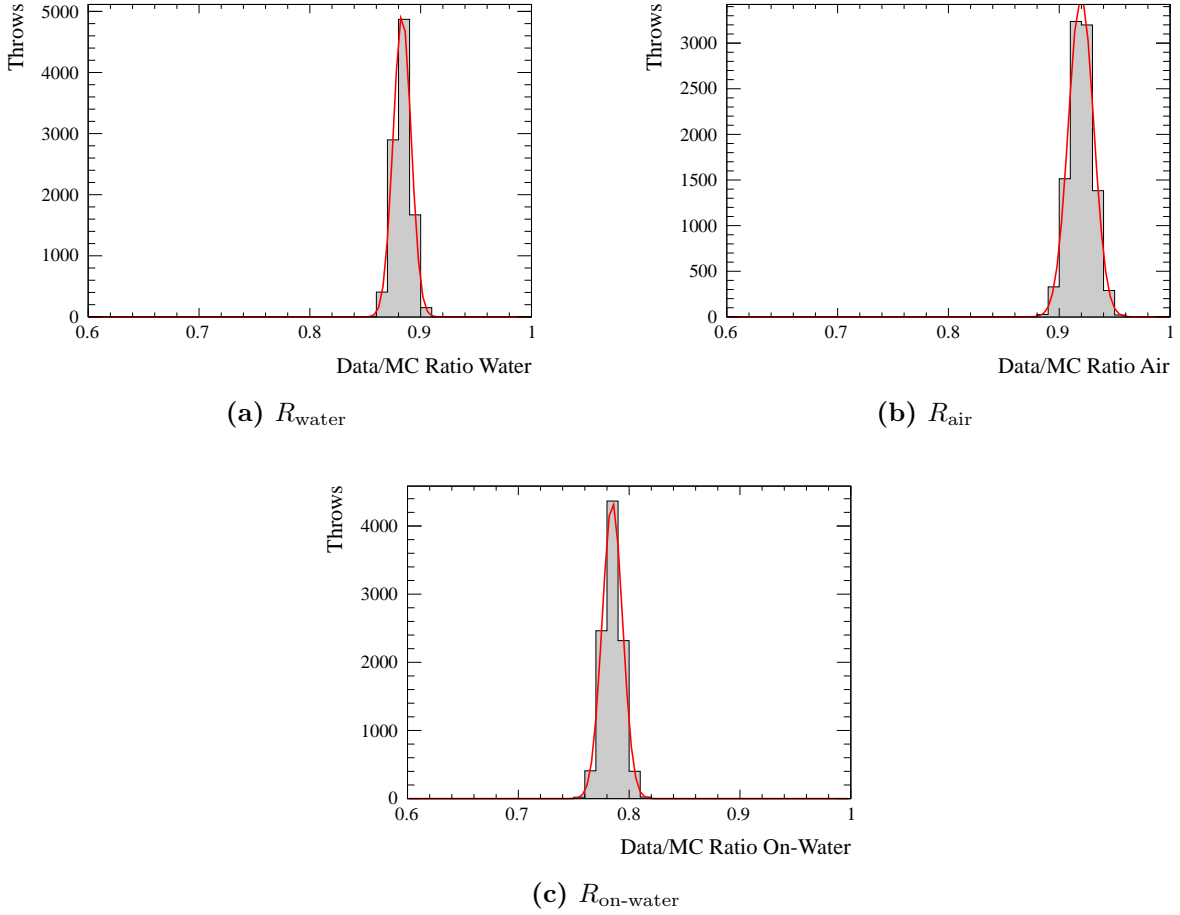 Throws
5000
4000
3000
2000
1000
0
0.6 0.7 0.8 0.9 1
Data/MC Ratio Water
(a) R_water
Throws
3000
2500
2000
1500
1000
500
0
0.6 0.7 0.8 0.9 1
Data/MC Ratio Air
(b) R_air
Throws
4000
3000
2000
1000
0
0.6 0.7 0.8 0.9 1
Data/MC Ratio On-Water
(c) R_on-water